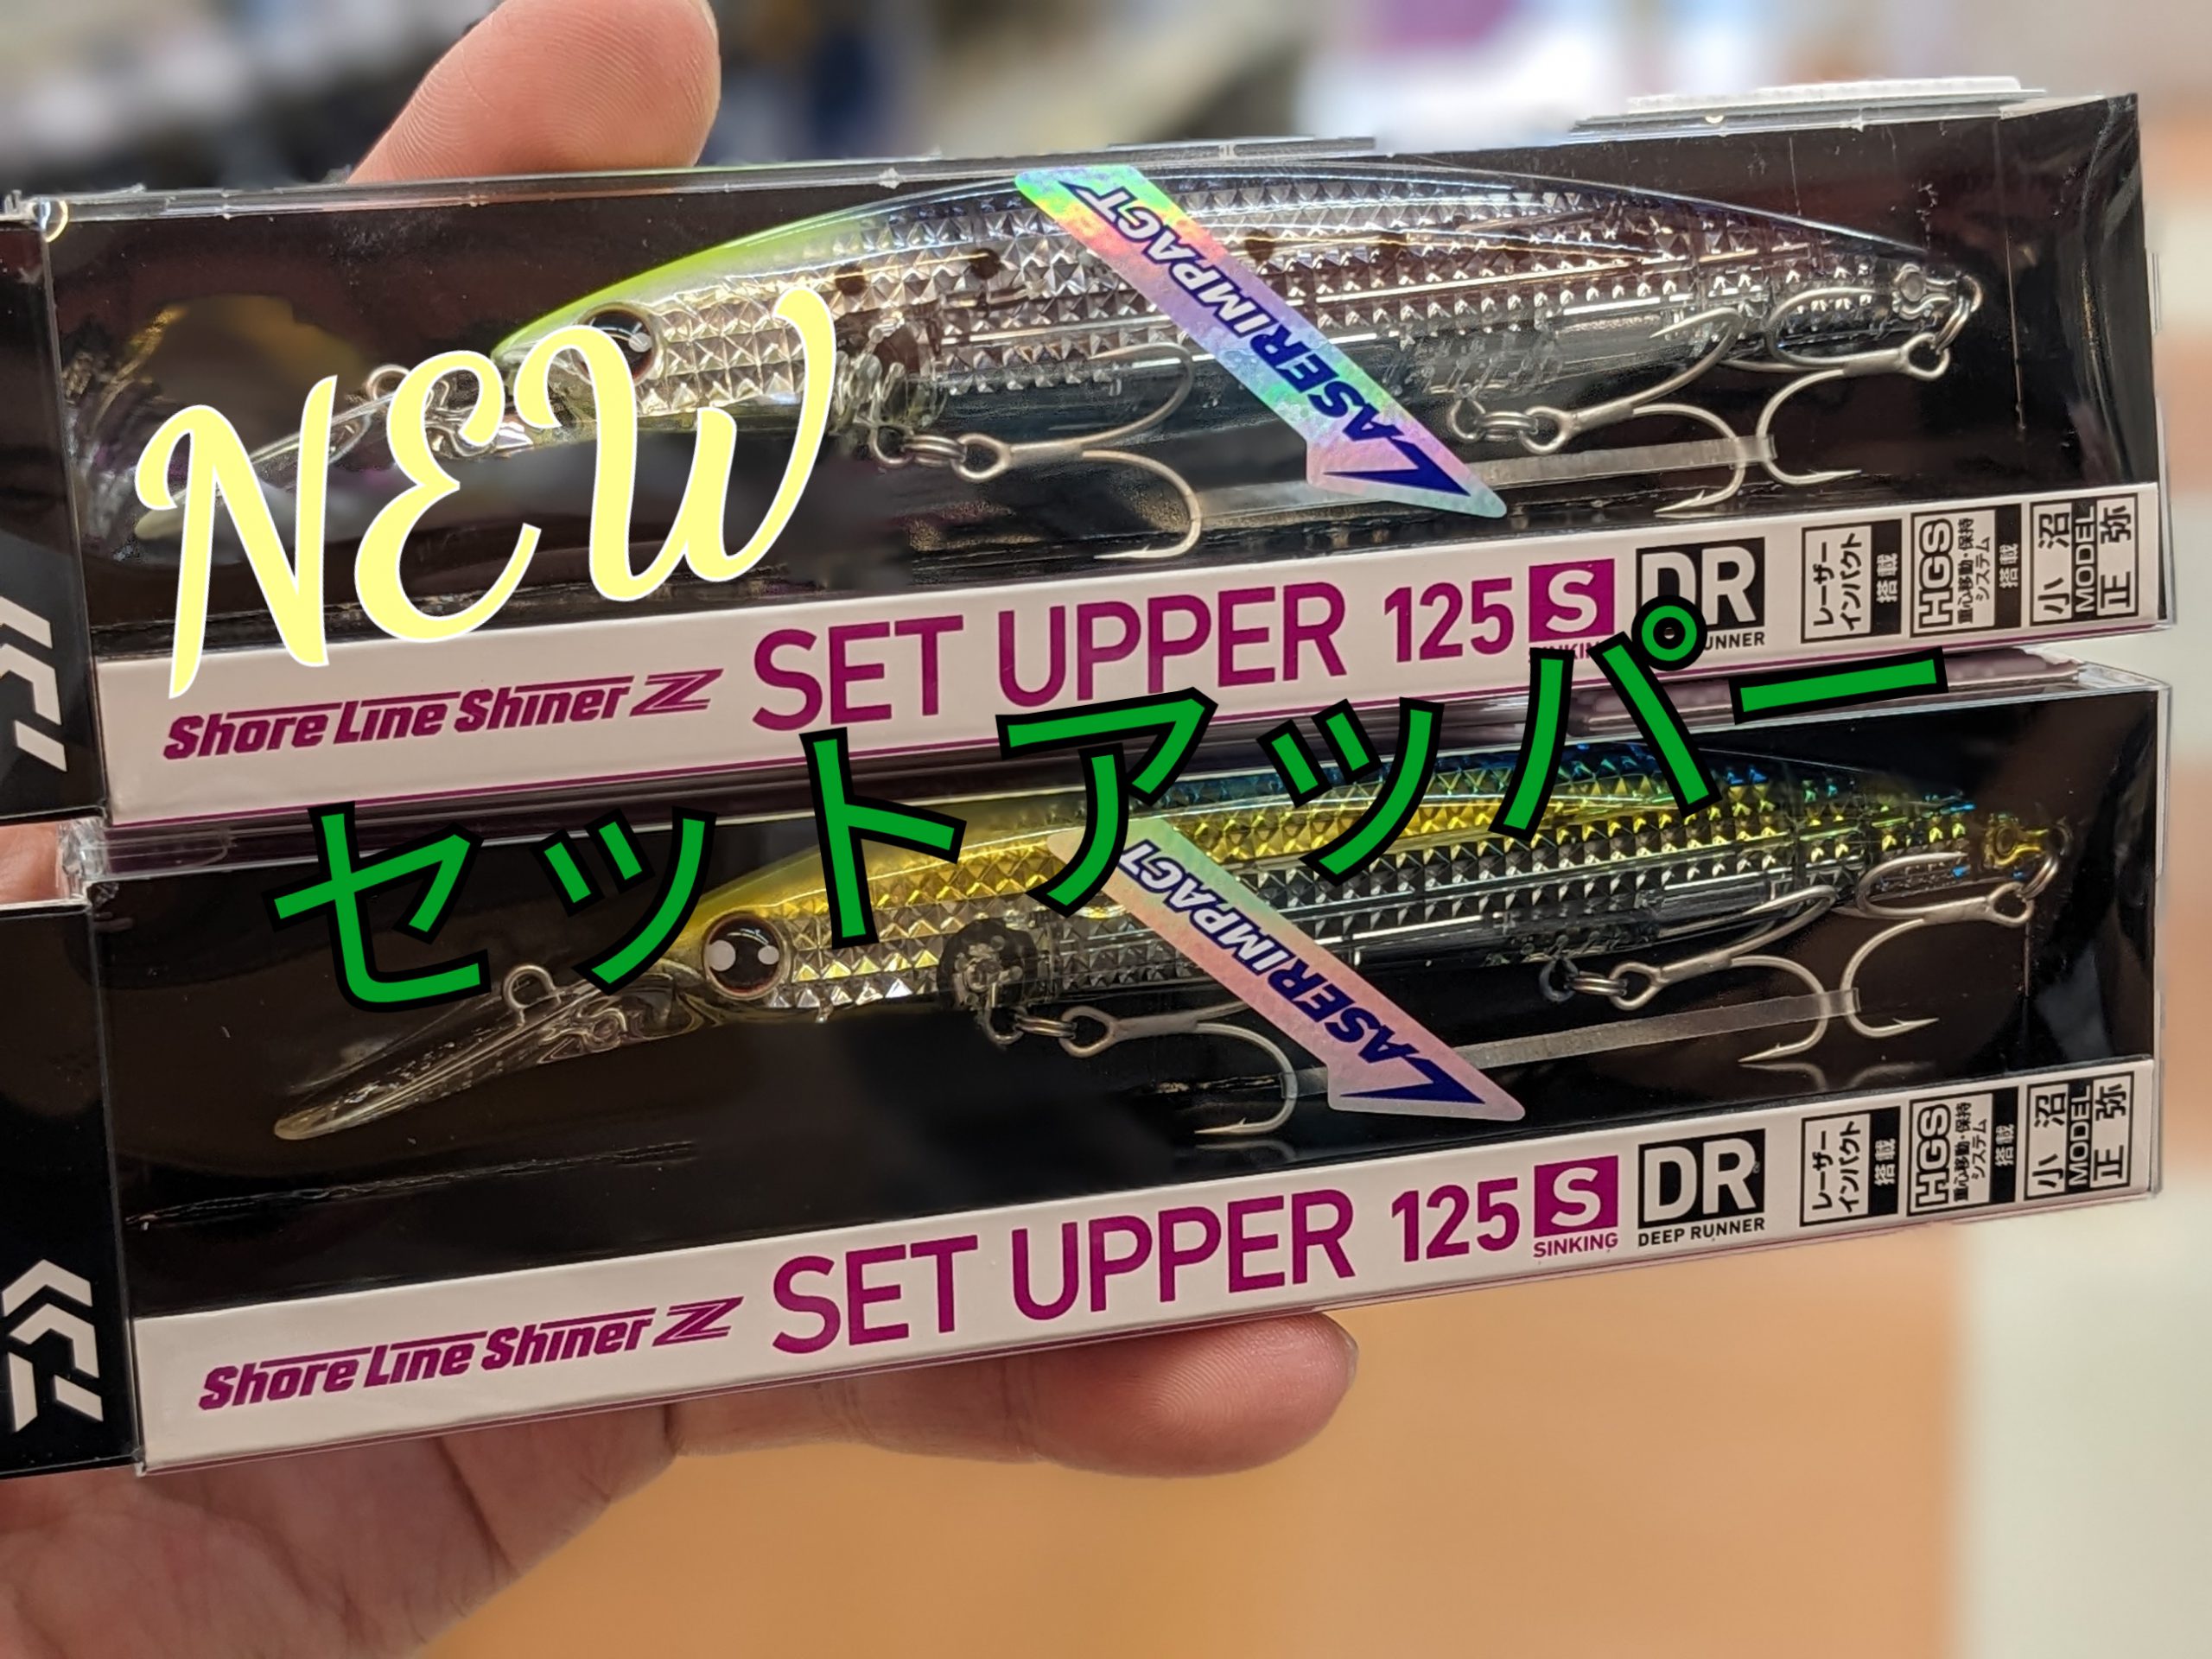 LASERIMPACT
NEW
Shore Line Shiner Z SET UPPER 125 S DR
SINKING
RUNNER
レーザー
インパクト
搭載
HGS
重心移動・保持
システム
搭載
小沼
MODEL
正弥
セットアッパー
LASERIMPACT
Shore Line Shiner Z SET UPPER 125 S DR
SINKING
DEEP RUNNER
レーザー
インパクト
搭載
HGS
重心移動・保持
システム
搭載
小沼
MODEL
正弥